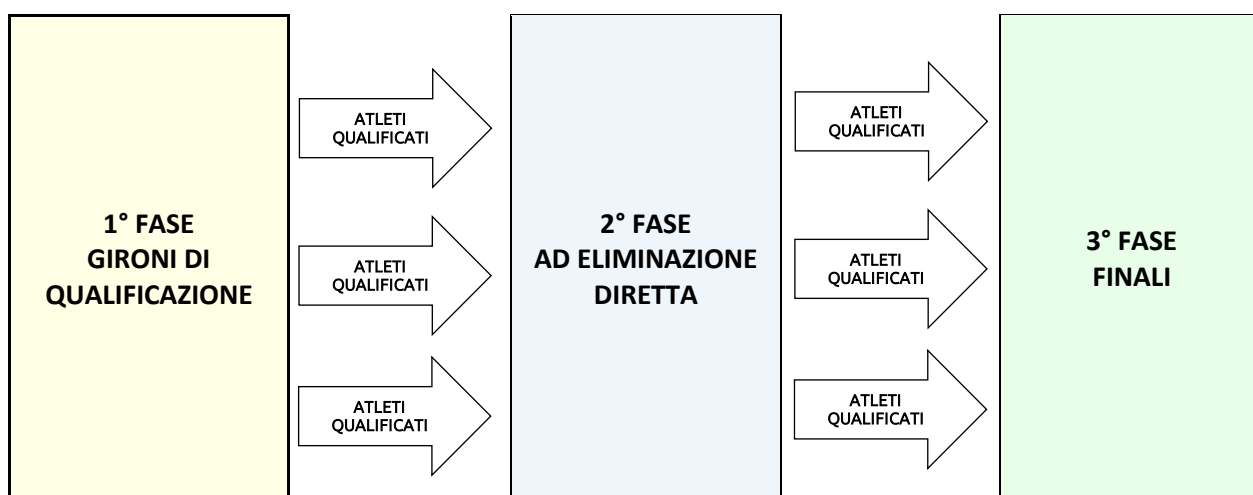 1° FASE
GIRONI DI
QUALIFICAZIONE
ATLETI
QUALIFICATI
ATLETI
QUALIFICATI
ATLETI
QUALIFICATI
2° FASE
AD ELIMINAZIONE
DIRETTA
ATLETI
QUALIFICATI
ATLETI
QUALIFICATI
ATLETI
QUALIFICATI
3° FASE
FINALI